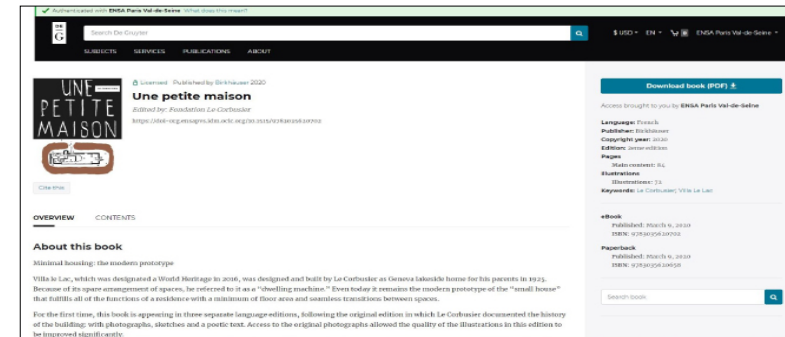 Authenticated with ENSA Paris Val-de-Seine What does this mean?
DE
G
Search De Gruyter
$ USD
EN
ENSA Paris Val-de-Seine
SUBJECTS SERVICES PUBLICATIONS ABOUT
UNE
PETITE
MAISON
Licensed Published by Birkhäuser 2020
Une petite maison
Edited by: Fondation Le Corbusier
Cite this
OVERVIEW CONTENTS
About this book
Minimal housing: the modern prototype
Villa le Lac, which was designated a World Heritage in 2016, was designed and built by Le Corbusier as Geneva lakeside home for his parents in 1923.
Because of its spare arrangement of spaces, he referred to it as a “dwelling machine.” Even today it remains the modern prototype of the “small house”
that fulfills all of the functions of a residence with a minimum of floor area and seamless transitions between spaces.
For the first time, this book is appearing in three separate language editions, following the original edition in which Le Corbusier documented the history
of the building; with photographs, sketches and a poetic text. Access to the original photographs allowed the quality of the illustrations in this edition to
be improved significantly.
Download book (PDF)
Access brought to you by ENSA Paris Val-de-Seine
Language: French
Publisher: Birkhäuser
Copyright year: 2020
Edition: 2eme edition
Pages
Main content: 84
Illustrations
Illustrations: 72
Keywords: Le Corbusier; Villa Le Lac
eBook
Published: March 9, 2020
ISBN: 9783035620702
Paperback
Published: March 9, 2020
ISBN: 9783035620658
Search book